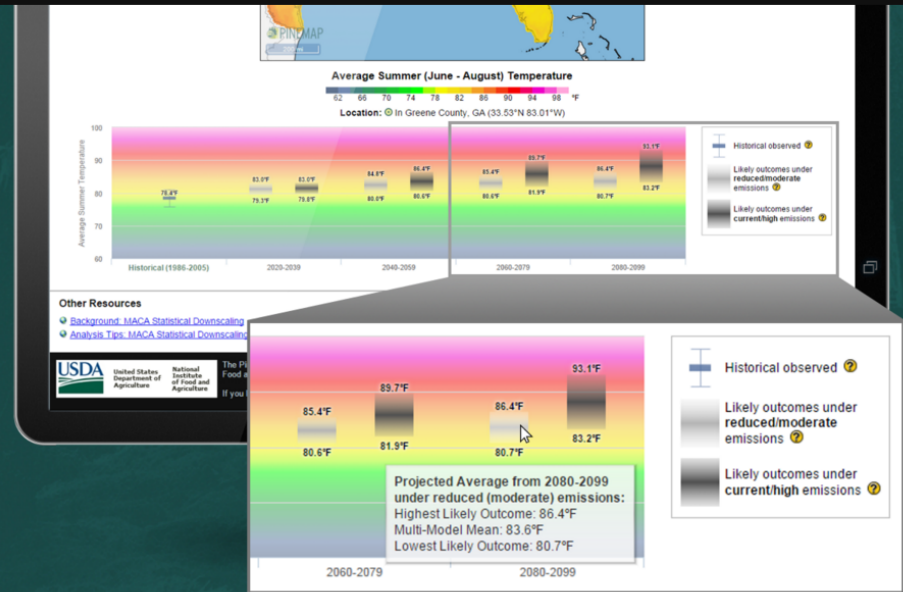 PINEMAP
Average Summer (June - August) Temperature
62 66 70 74 78 82 86 90 94 98 °F
Location: In Greene County, GA (33.53°N 83.01°W)
Average Summer Temperature
100
90
80
70
60
83.0°F 83.0°F 84.8°F 86.4°F 85.4°F 89.7°F 86.4°F 93.1°F
79.3°F 79.8°F 80.0°F 80.8°F 80.6°F 81.9°F 80.7°F 83.2°F
Historical (1986-2005) 2020-2039 2040-2059 2060-2079 2080-2099
Historical observed ?
Likely outcomes under
reduced/moderate
emissions ?
Likely outcomes under
current/high emissions ?
Other Resources
Background: MACA Statistical Downscaling
Analysis Tips: MACA Statistical Downscaling
USDA
United States
Department of
Agriculture
National
Institute
of Food and
Agriculture
The Pi
Food a
If you
85.4°F 89.7°F 86.4°F 93.1°F
80.6°F 81.9°F 80.7°F 83.2°F
Projected Average from 2080-2099
under reduced (moderate) emissions:
Highest Likely Outcome: 86.4°F
Multi-Model Mean: 83.6°F
Lowest Likely Outcome: 80.7°F
2060-2079 2080-2099
Historical observed ?
Likely outcomes under
reduced/moderate
emissions ?
Likely outcomes under
current/high emissions ?